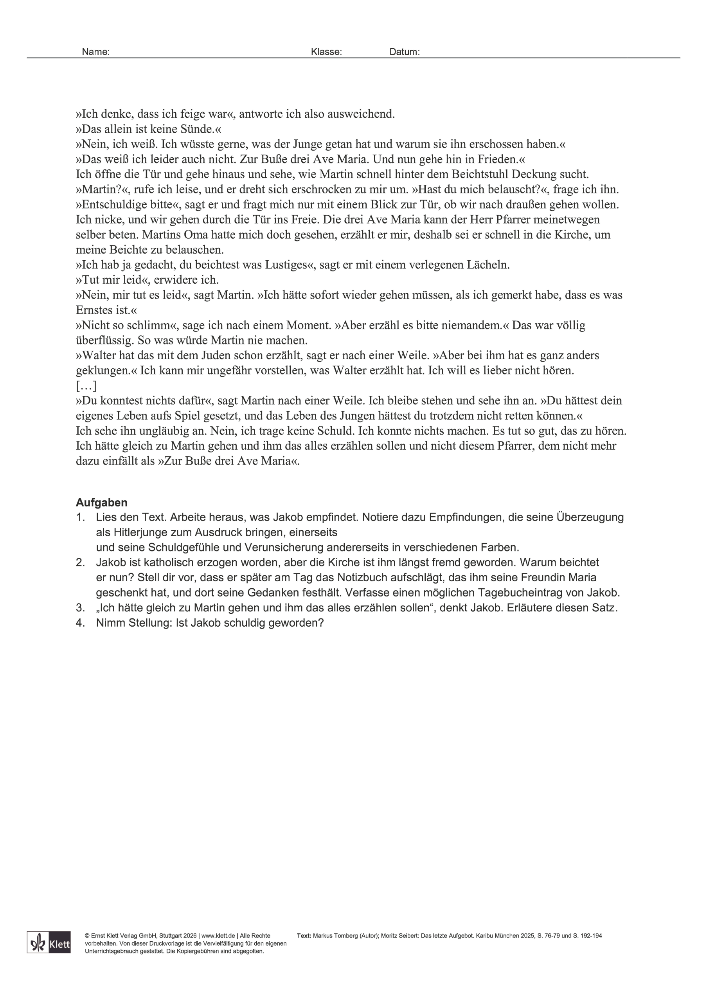 Name: Klasse: Datum:
»Ich denke, dass ich feige war«, antworte ich also ausweichend.
»Das allein ist keine Sünde.«
»Nein, ich weiß. Ich wüsste gerne, was der Junge getan hat und warum sie ihn erschossen haben.«
»Das weiß ich leider auch nicht. Zur Buße drei Ave Maria. Und nun gehe hin in Frieden.«
Ich öffne die Tür und gehe hinaus und sehe, wie Martin schnell hinter dem Beichtstuhl Deckung sucht.
»Martin?«, rufe ich leise, und er dreht sich erschrocken zu mir um. »Hast du mich belauscht?«, frage ich ihn.
»Entschuldige bitte«, sagt er und fragt mich nur mit einem Blick zur Tür, ob wir nach draußen gehen wollen.
Ich nicke, und wir gehen durch die Tür ins Freie. Die drei Ave Maria kann der Herr Pfarrer meinetwegen
selber beten. Martins Oma hatte mich doch gesehen, erzählt er mir, deshalb sei er schnell in die Kirche, um
meine Beichte zu belauschen.
»Ich hab ja gedacht, du beichtest was Lustiges«, sagt er mit einem verlegenen Lächeln.
»Tut mir leid«, erwidere ich.
»Nein, mir tut es leid«, sagt Martin. »Ich hätte sofort wieder gehen müssen, als ich gemerkt habe, dass es was
Ernstes ist.«
»Nicht so schlimm«, sage ich nach einem Moment. »Aber erzähl es bitte niemandem.« Das war völlig
überflüssig. So was würde Martin nie machen.
»Walter hat das mit dem Juden schon erzählt, sagt er nach einer Weile. »Aber bei ihm hat es ganz anders
geklungen.« Ich kann mir ungefähr vorstellen, was Walter erzählt hat. Ich will es lieber nicht hören.
[…]
»Du konntest nichts dafür«, sagt Martin nach einer Weile. Ich bleibe stehen und sehe ihn an. »Du hättest dein
eigenes Leben aufs Spiel gesetzt, und das Leben des Jungen hättest du trotzdem nicht retten können.«
Ich sehe ihn ungläubig an. Nein, ich trage keine Schuld. Ich konnte nichts machen. Es tut so gut, das zu hören.
Ich hätte gleich zu Martin gehen und ihm das alles erzählen sollen und nicht diesem Pfarrer, dem nicht mehr
dazu einfällt als »Zur Buße drei Ave Maria«.
Aufgaben
1. Lies den Text. Arbeite heraus, was Jakob empfindet. Notiere dazu Empfindungen, die seine Überzeugung
als Hitlerjunge zum Ausdruck bringen, einerseits
und seine Schuldgefühle und Verunsicherung andererseits in verschiedenen Farben.
2. Jakob ist katholisch erzogen worden, aber die Kirche ist ihm längst fremd geworden. Warum beichtet
er nun? Stell dir vor, dass er später am Tag das Notizbuch aufschlägt, das ihm seine Freundin Maria
geschenkt hat, und dort seine Gedanken festhält. Verfasse einen möglichen Tagebucheintrag von Jakob.
3. „Ich hätte gleich zu Martin gehen und ihm das alles erzählen sollen“, denkt Jakob. Erläutere diesen Satz.
4. Nimm Stellung: Ist Jakob schuldig geworden?
Klett
© Ernst Klett Verlag GmbH, Stuttgart 2026 | www.klett.de | Alle Rechte
vorbehalten. Von dieser Druckvorlage ist die Vervielfältigung für den eigenen
Unterrichtsgebrauch gestattet. Die Kopiergebühren sind abgegolten.
Text: Markus Tomberg (Autor); Moritz Seibert: Das letzte Aufgebot. Karibu München 2025, S. 76-79 und S. 192-194